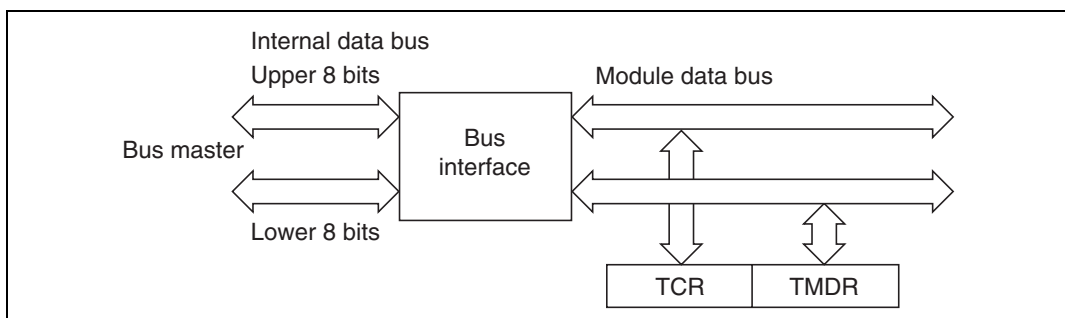 Internal data bus
Upper 8 bits
Module data bus
Bus master
Bus
interface
Lower 8 bits
TCR
TMDR